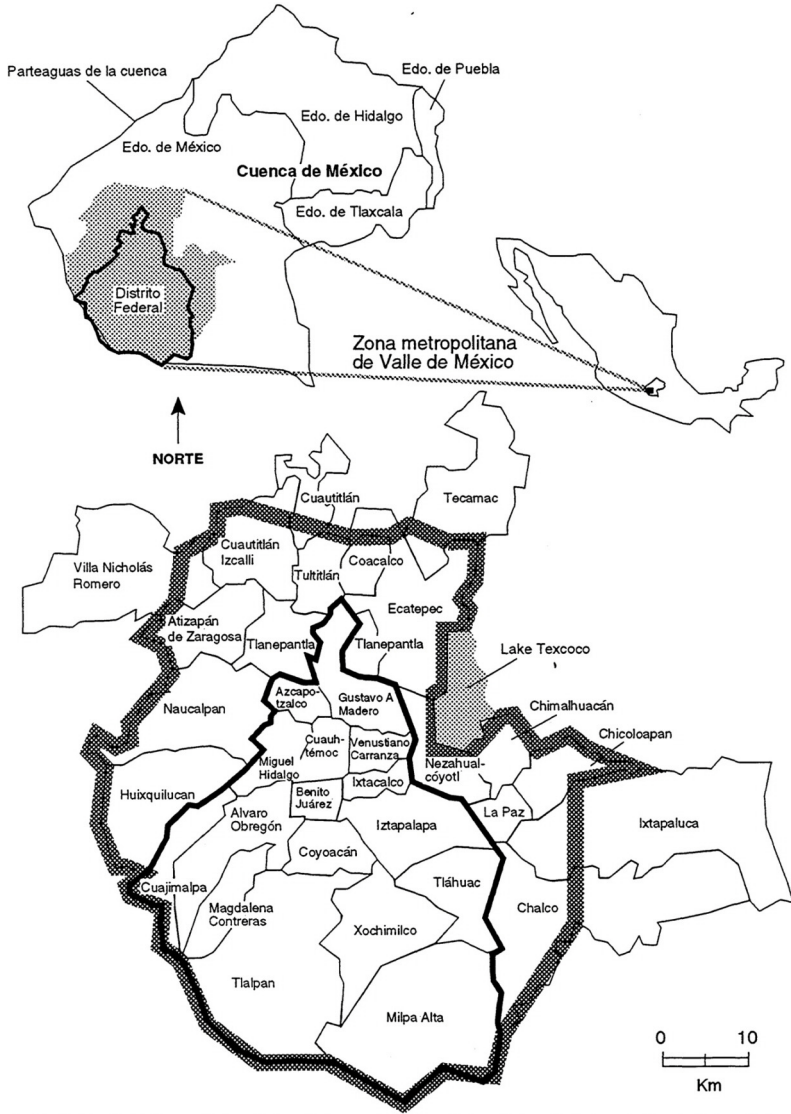 Parteaguas de la cuenca
Edo. de Puebla
Edo. de Hidalgo
Edo. de México
Cuenca de México
Edo. de Tlaxcala
Distrito
Federal
Zona metropolitana
de Valle de México
NORTE
Cuautitlán
Tecamac
Villa Nicholás
Romero
Cuautitlán
Izcalli
Tultitlán
Coacalco
Atizapán
de Zaragosa
Tlanepantla
Ecatepec
Tlanepantla
Lake Texcoco
Naucalpan
Azcapo-
tzalco
Gustavo A
Madero
Chimalhuacán
Chicoloapan
Cuauh-
témoc
Venustiano
Carranza
Nezahual-
cóyotl
Miguel
Hidalgo
Ixtacalco
Huixquilucan
Benito
Juárez
La Paz
Ixtapaluca
Alvaro
Obregón
Iztapalapa
Coyoacán
Cuajimalpa
Tláhuac
Magdalena
Contreras
Chalco
Xochimilco
Tlalpan
Milpa Alta
0 10
Km